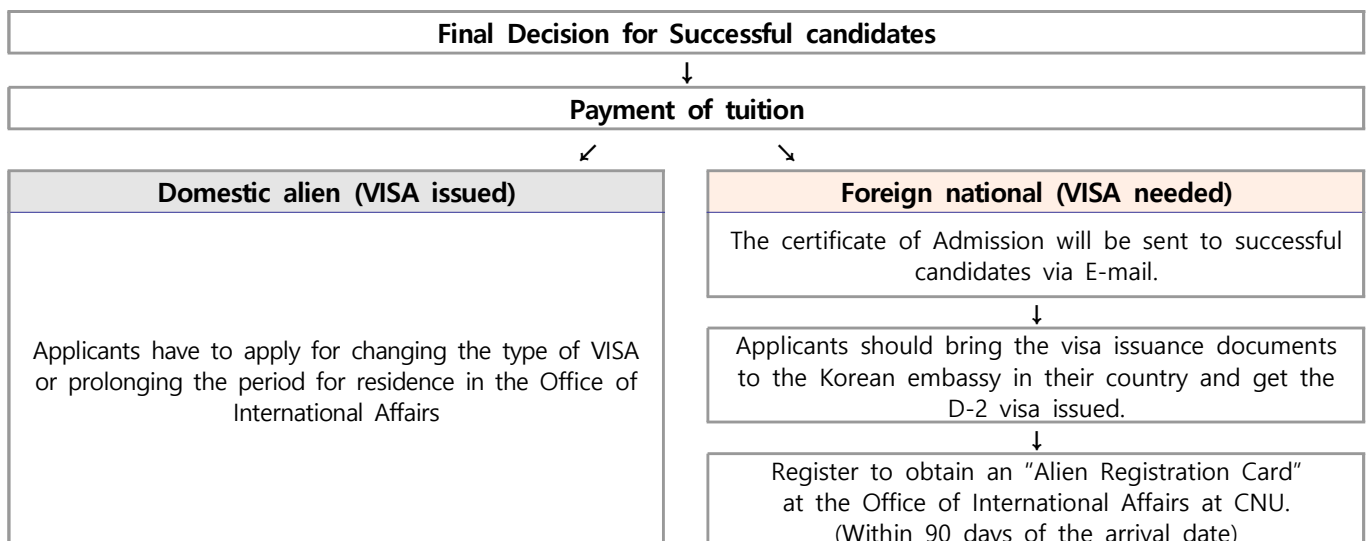 Final Decision for Successful candidates
↓
Payment of tuition
↙ ↘
Domestic alien (VISA issued)
Applicants have to apply for changing the type of VISA
or prolonging the period for residence in the Office of
International Affairs
Foreign national (VISA needed)
The certificate of Admission will be sent to successful
candidates via E-mail.
↓
Applicants should bring the visa issuance documents
to the Korean embassy in their country and get the
D-2 visa issued.
↓
Register to obtain an "Alien Registration Card"
at the Office of International Affairs at CNU.
(Within 90 days of the arrival date)